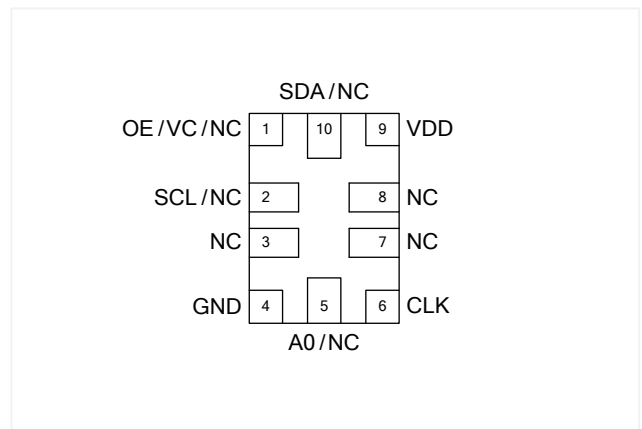 SDA/NC
OE/VC/NC 1 10 9 VDD
SCL/NC 2 8 NC
NC 3 7 NC
GND 4 5 6 CLK
A0/NC